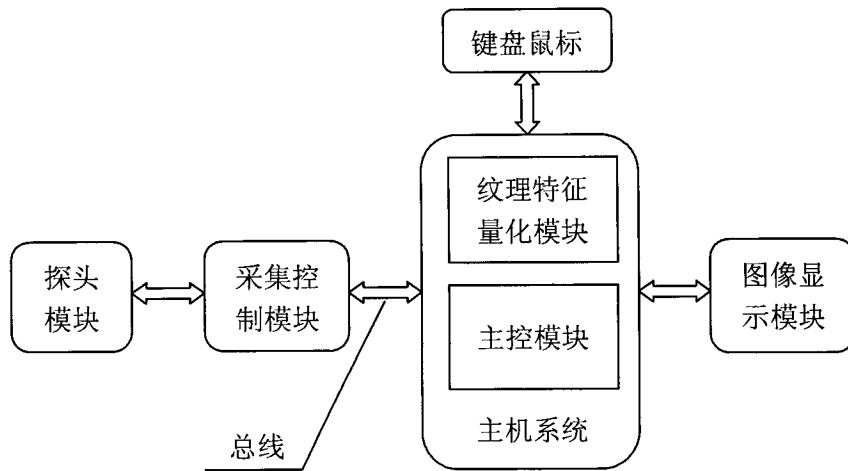 键盘鼠标
纹理特征
量化模块
探头
模块
采集控
制模块
图像显
示模块
主控模块
总线
主机系统